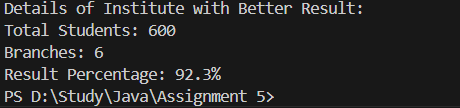 Details of Institute with Better Result:
Total Students: 600
Branches: 6
Result Percentage: 92.3%
PS D:\Study\Java\Assignment 5>